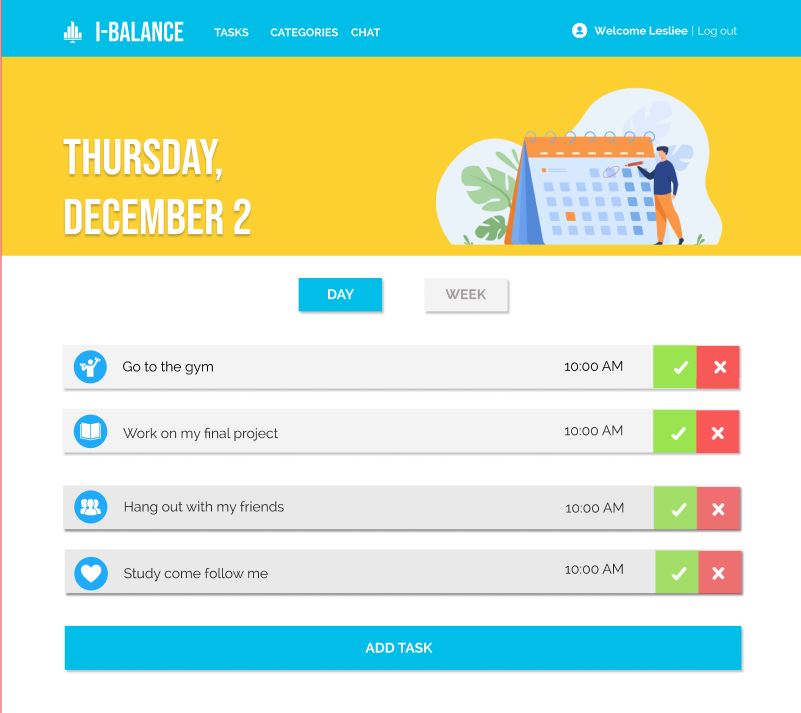 I-BALANCE TASKS CATEGORIES CHAT Welcome Lesliee | Log out
THURSDAY,
DECEMBER 2
DAY WEEK
Go to the gym 10:00 AM
Work on my final project 10:00 AM
Hang out with my friends 10:00 AM
Study come follow me 10:00 AM
ADD TASK